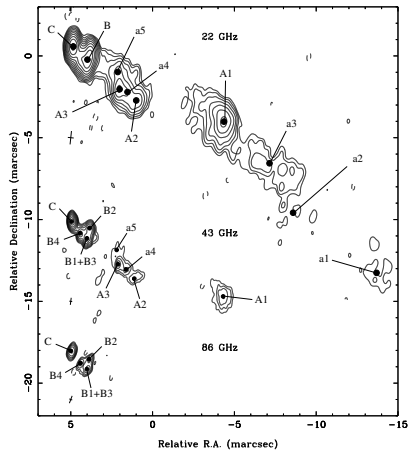 C B a5 22 GHz
a4 A1
A3 A2 a3
a2
C B2 43 GHz
B4 a5
B1+B3 a4 a1
A3 A2 A1
C B2 86 GHz
B4
B1+B3
0
−5
−10
−15
−20
Relative Declination (marcsec)
5 0 −5 −10 −15
Relative R.A. (marcsec)